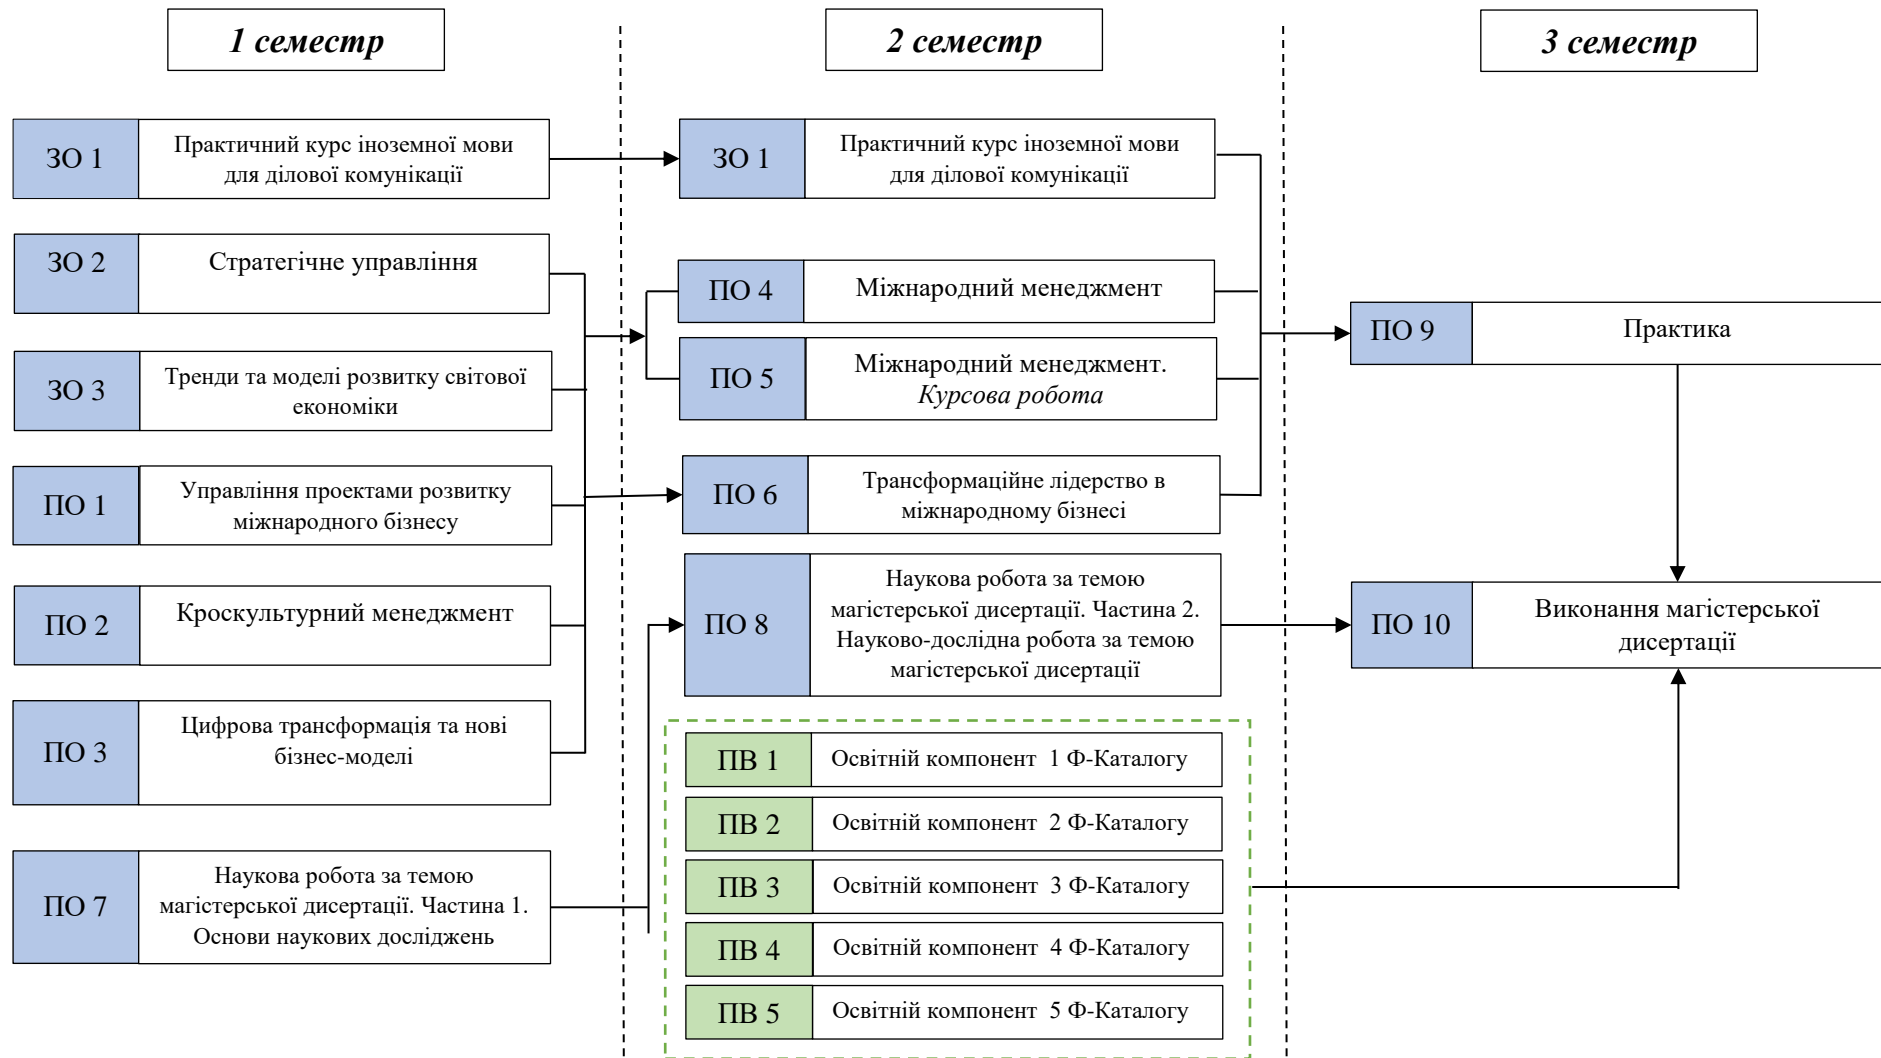 1 семестр
2 семестр
3 семестр
ЗО 1
Практичний курс іноземної мови
для ділової комунікації
ЗО 2
Стратегічне управління
ЗО 3
Тренди та моделі розвитку світової
економіки
ПО 1
Управління проектами розвитку
міжнародного бізнесу
ПО 2
Кроскультурний менеджмент
ПО 3
Цифрова трансформація та нові
бізнес-моделі
ПО 7
Наукова робота за темою
магістерської дисертації. Частина 1.
Основи наукових досліджень
ЗО 1
Практичний курс іноземної мови
для ділової комунікації
ПО 4
Міжнародний менеджмент
ПО 5
Міжнародний менеджмент.
Курсова робота
ПО 6
Трансформаційне лідерство в
міжнародному бізнесі
ПО 8
Наукова робота за темою
магістерської дисертації. Частина 2.
Науково-дослідна робота за темою
магістерської дисертації
ПВ 1
Освітній компонент 1 Ф-Каталогу
ПВ 2
Освітній компонент 2 Ф-Каталогу
ПВ 3
Освітній компонент 3 Ф-Каталогу
ПВ 4
Освітній компонент 4 Ф-Каталогу
ПВ 5
Освітній компонент 5 Ф-Каталогу
ПО 9
Практика
ПО 10
Виконання магістерської
дисертації